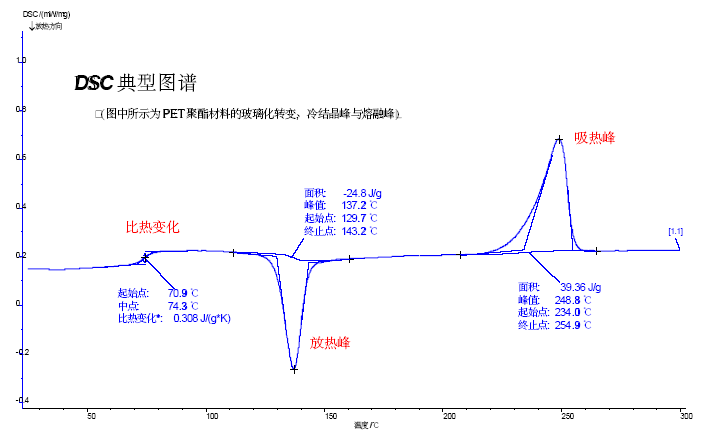 DSC /(mW/mg)
↓放热方向
1.0
DSC 典型图谱
0.8
□(图中所示为 PET 聚酯材料的玻璃化转变，冷结晶峰与熔融峰)
0.6
吸热峰
0.4
面积: -24.8 J/g
峰值: 137.2 ℃
起始点: 129.7 ℃
终止点: 143.2 ℃
比热变化
[1.1]
0.2
起始点: 70.9 ℃
中点: 74.3 ℃
比热变化*: 0.308 J/(g*K)
面积: 39.36 J/g
峰值: 248.8 ℃
起始点: 234.0 ℃
终止点: 254.9 ℃
放热峰
-0.2
-0.4
50 100 150 200 250 300
温度 /℃